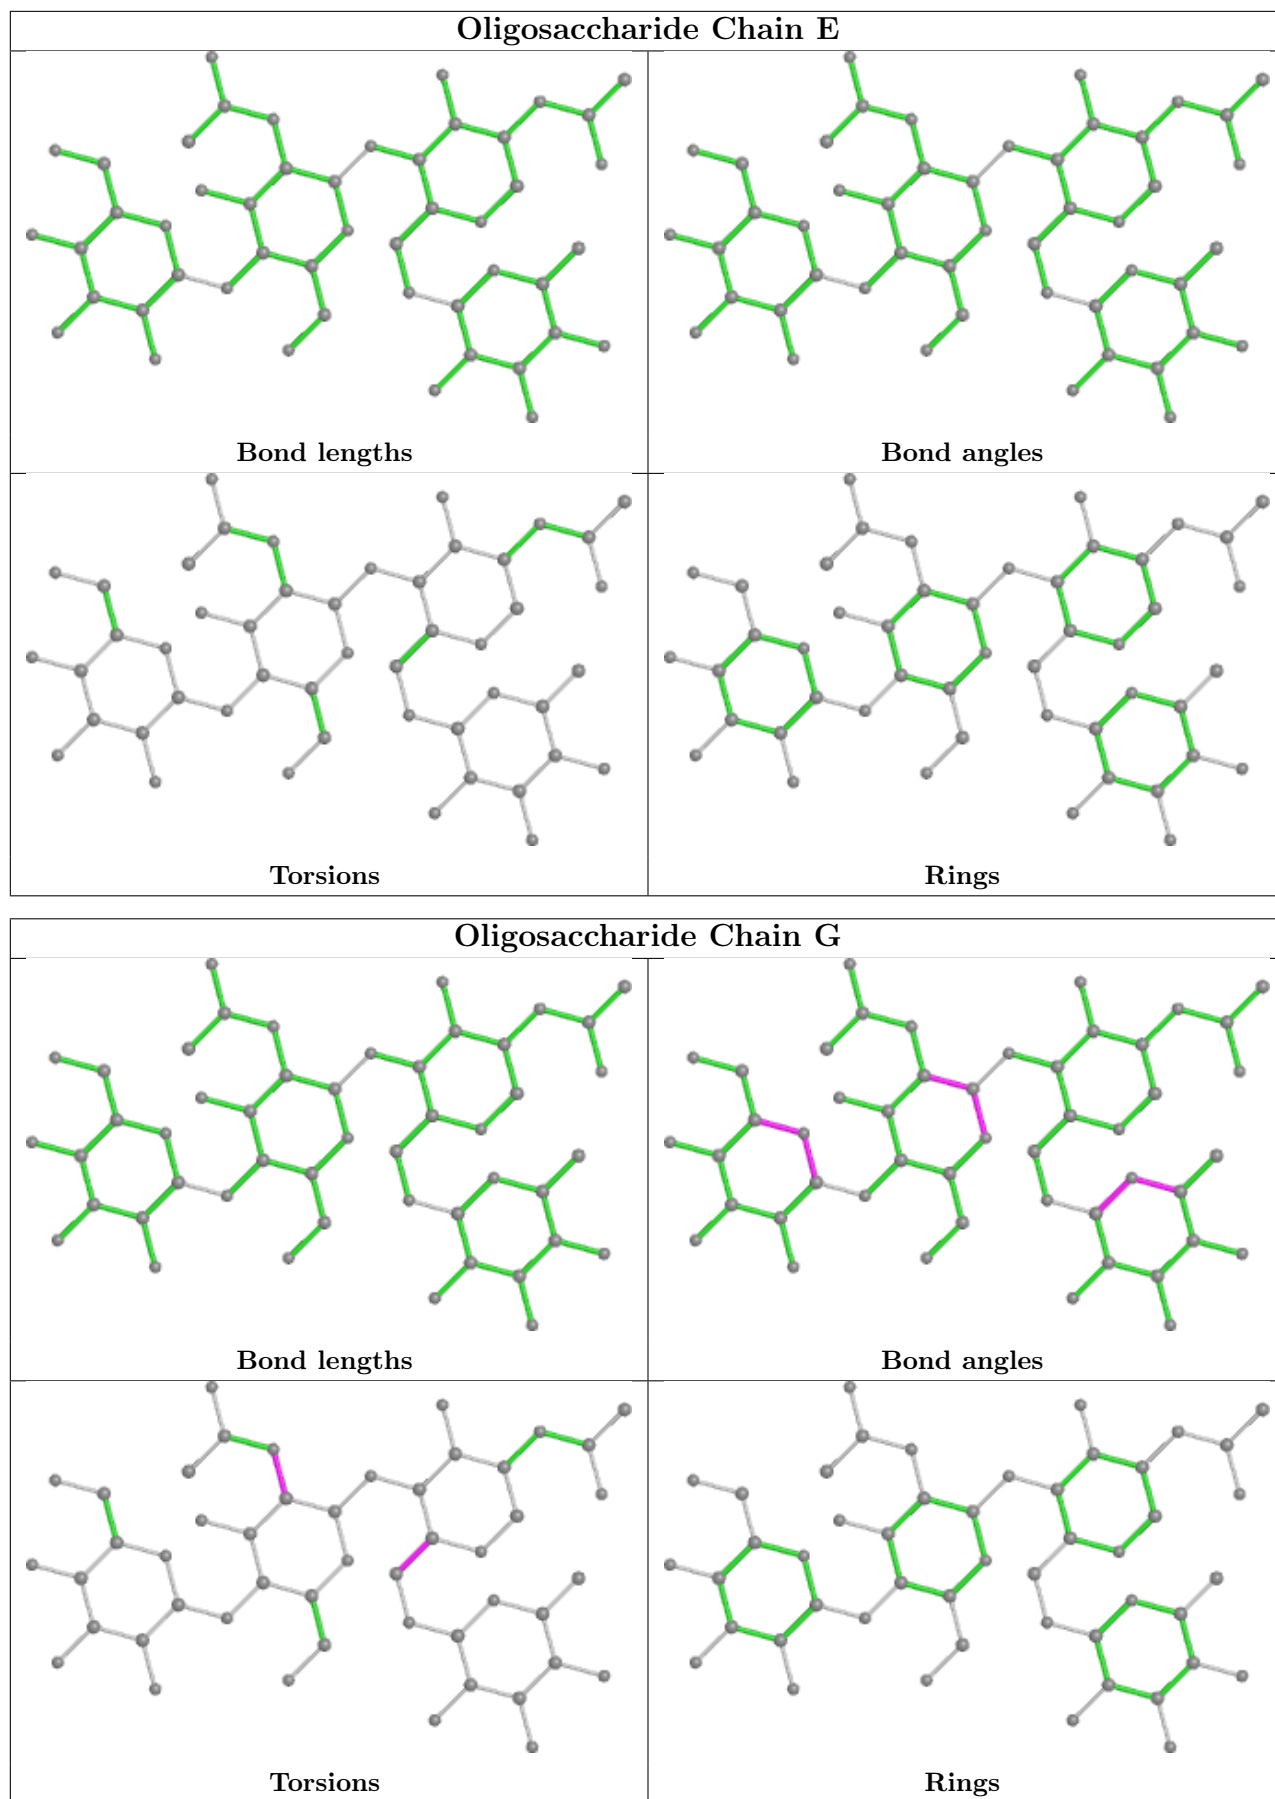 Oligosaccharide Chain E
Bond lengths
Bond angles
Torsions
Rings
Oligosaccharide Chain G
Bond lengths
Bond angles
Torsions
Rings